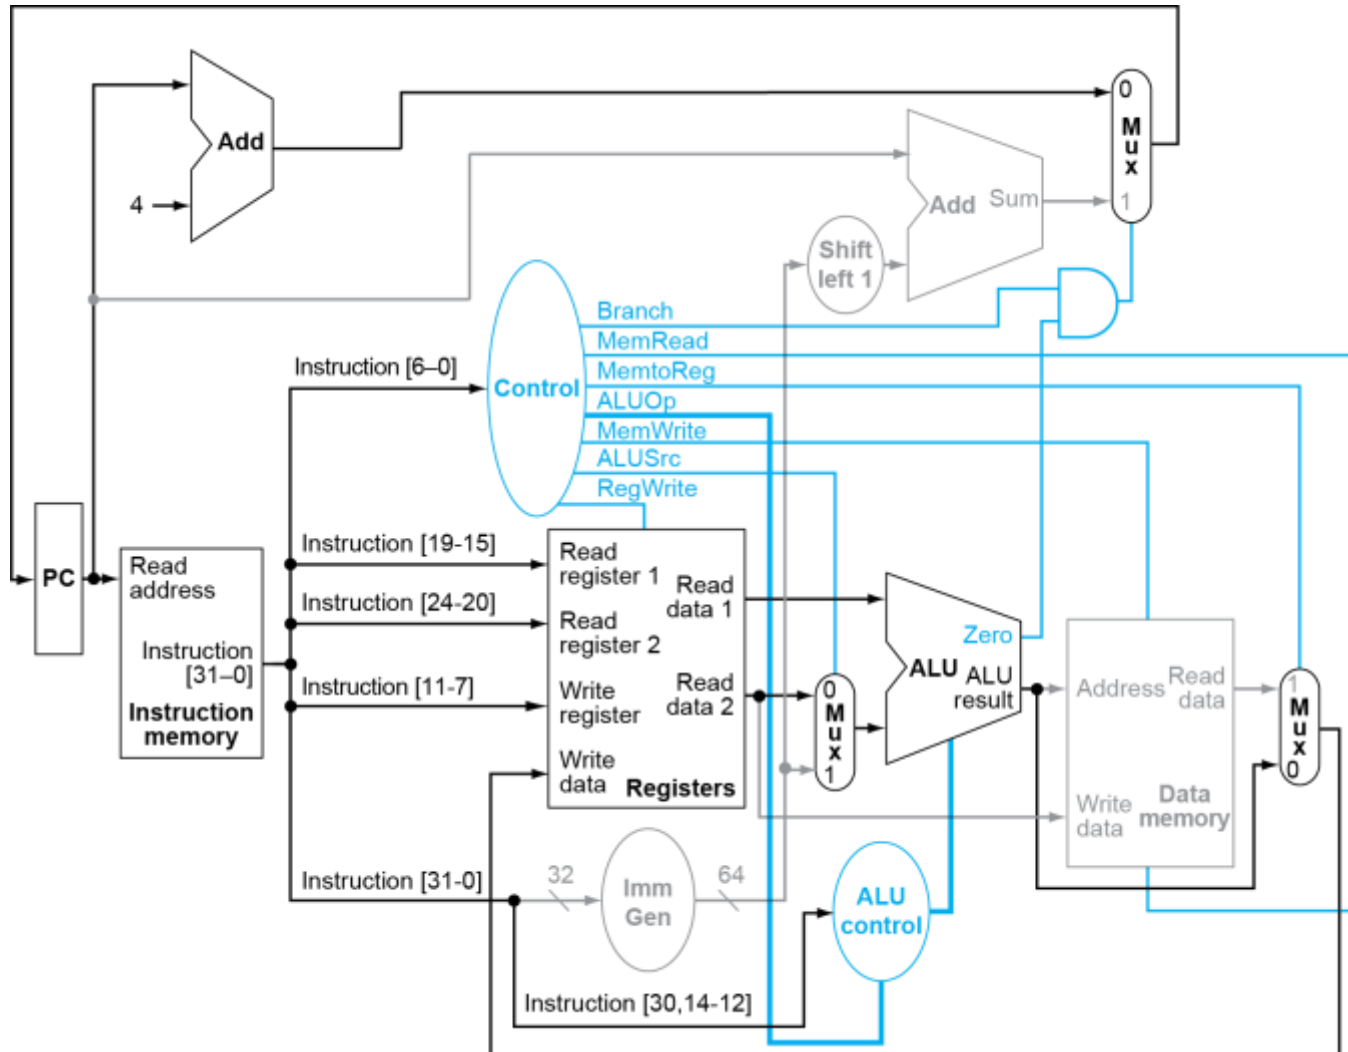 Add
4
0
Mux
1
Add
Sum
Shift
left 1
Branch
MemRead
MemtoReg
ALUOp
MemWrite
ALUSrc
RegWrite
Instruction [6–0]
Control
PC
Read
address
Instruction
[31–0]
Instruction
memory
Instruction [19-15]
Instruction [24-20]
Instruction [11-7]
Instruction [31-0]
Read
register 1
Read
register 2
Write
register
Write
data
Read
data 1
Read
data 2
Registers
0
Mux
1
Zero
ALU
ALU
result
Address
Read
data
Write
data
Data
memory
1
Mux
0
32
Imm
Gen
64
ALU
control
Instruction [30,14-12]